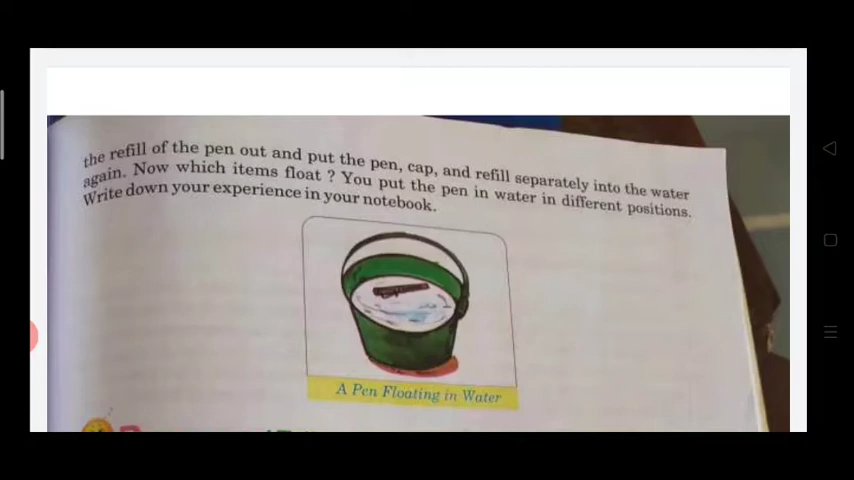 the refill of the pen out and put the pen, cap, and refill separately into the water
again. Now which items float ? You put the pen in water in different positions.
Write down your experience in your notebook.
A Pen Floating in Water